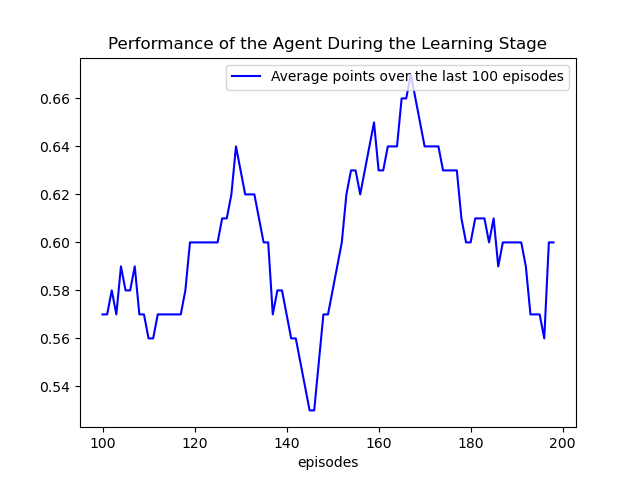 Performance of the Agent During the Learning Stage
Average points over the last 100 episodes
0.66
0.64
0.62
0.60
0.58
0.56
0.54
100 120 140 160 180 200
episodes